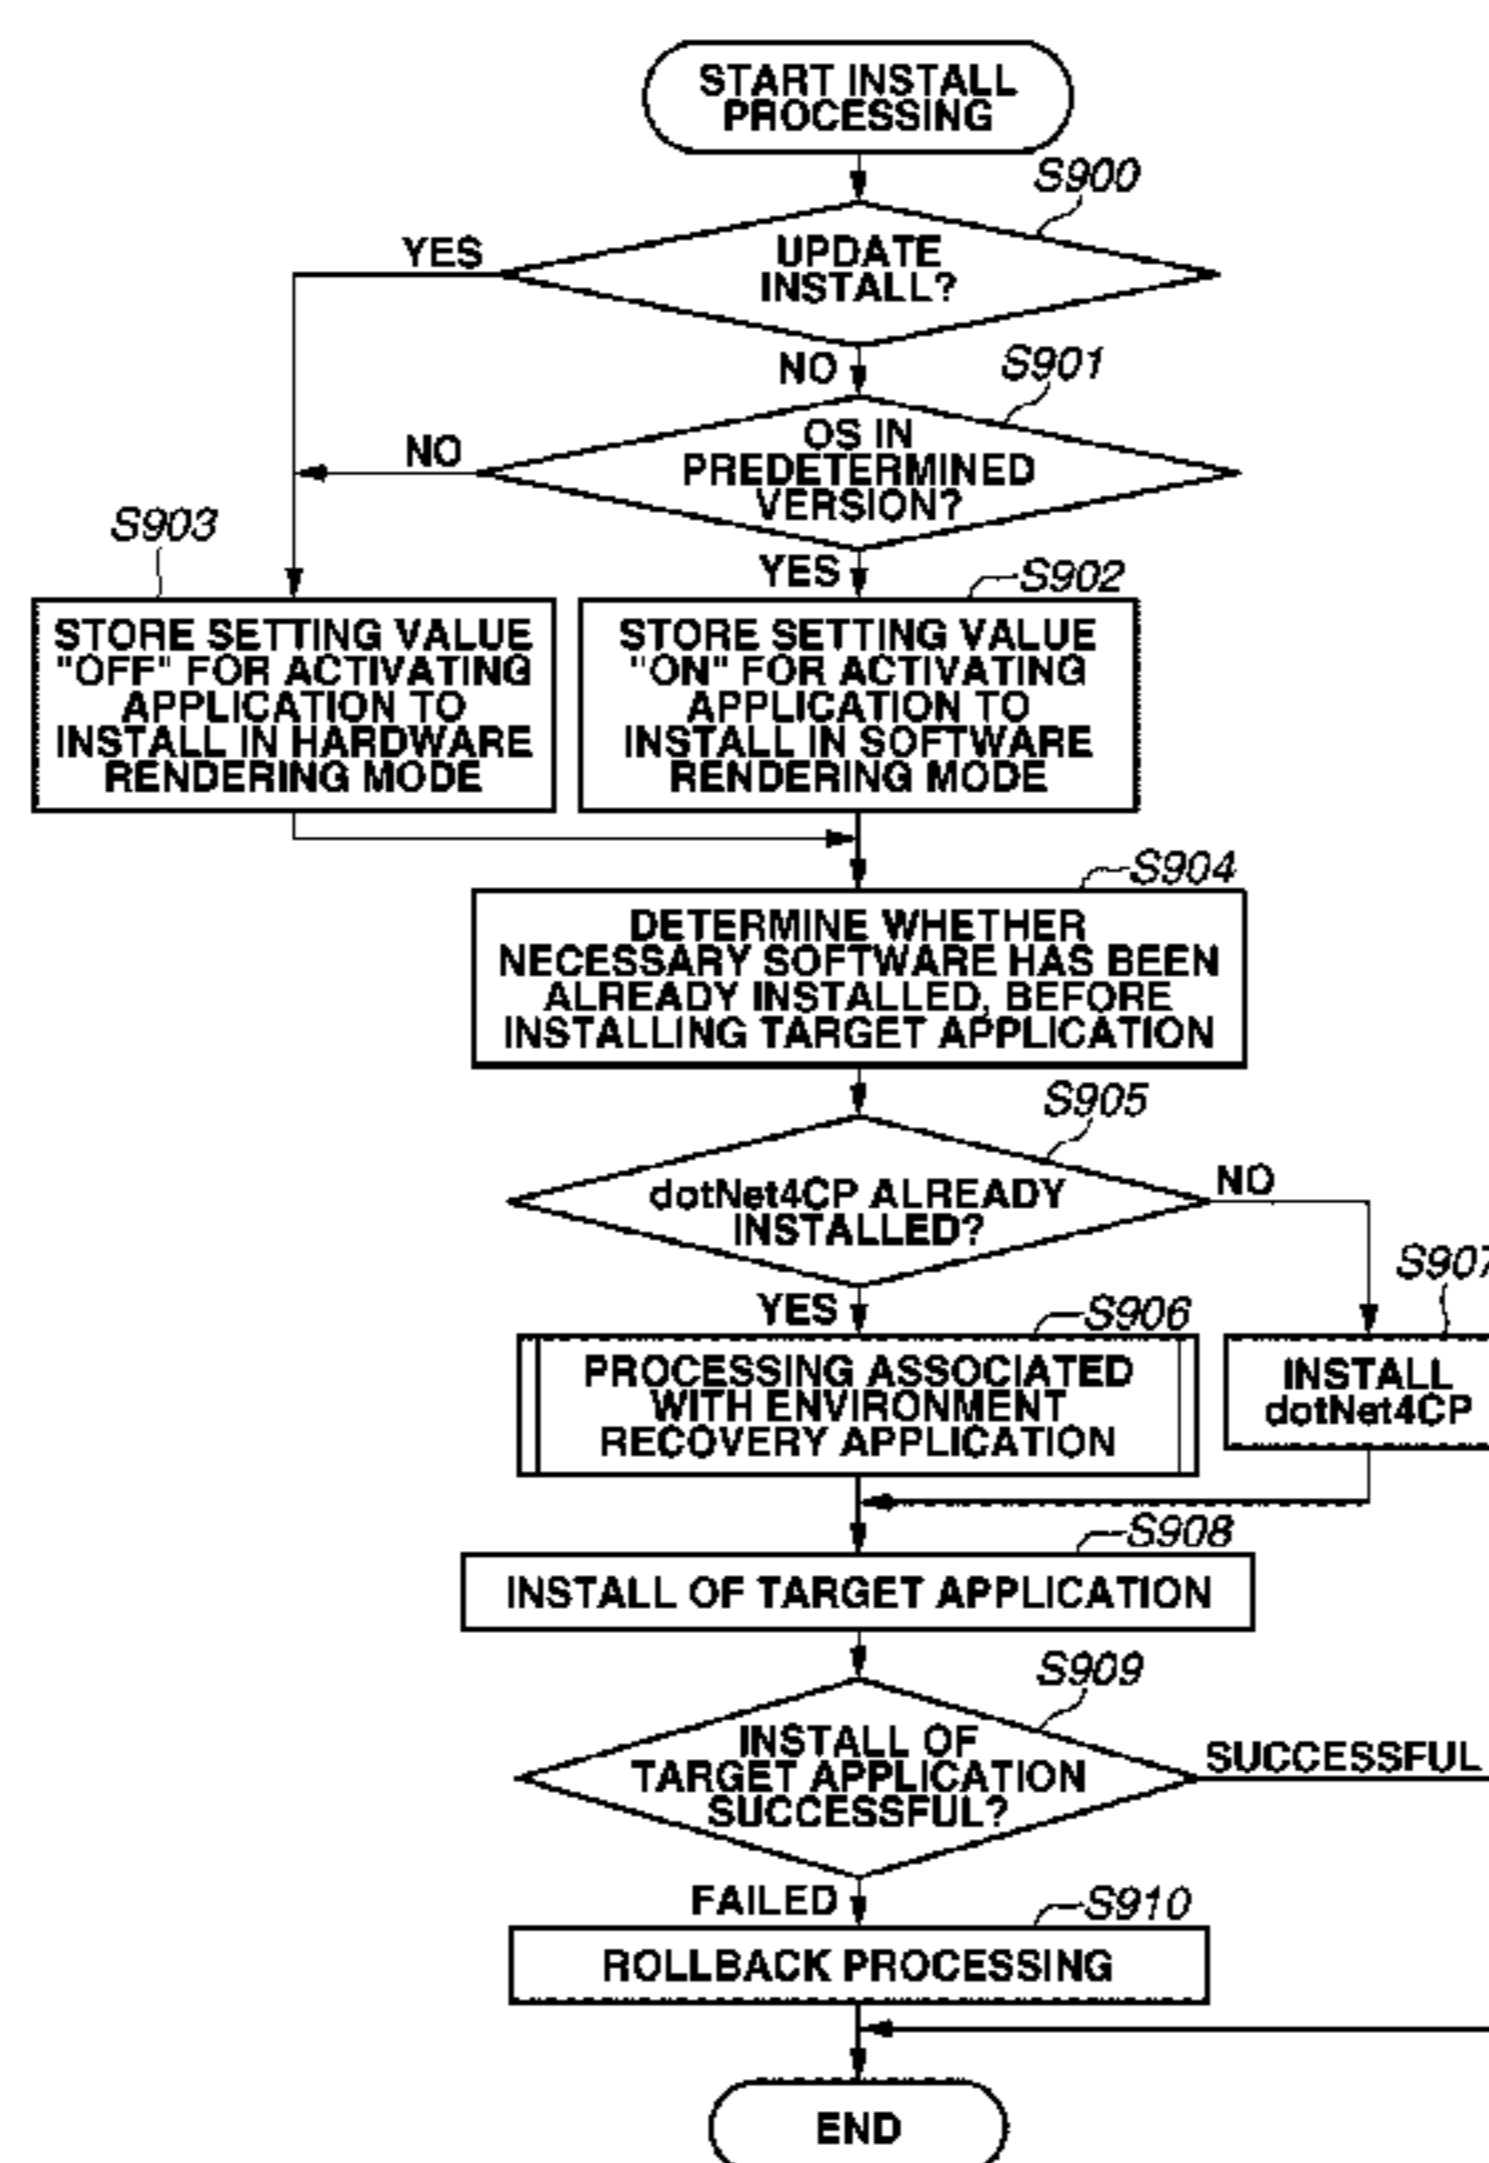 START INSTALL
PROCESSING
S900
UPDATE
INSTALL?
YES
NO
S901
OS IN
PREDETERMINED
VERSION?
NO
YES
S903
STORE SETTING VALUE
"OFF" FOR ACTIVATING
APPLICATION TO
INSTALL IN HARDWARE
RENDERING MODE
S902
STORE SETTING VALUE
"ON" FOR ACTIVATING
APPLICATION TO
INSTALL IN SOFTWARE
RENDERING MODE
S904
DETERMINE WHETHER
NECESSARY SOFTWARE HAS BEEN
ALREADY INSTALLED, BEFORE
INSTALLING TARGET APPLICATION
S905
dotNet4CP ALREADY
INSTALLED?
NO
YES
S906
PROCESSING ASSOCIATED
WITH ENVIRONMENT
RECOVERY APPLICATION
S907
INSTALL
dotNet4CP
S908
INSTALL OF TARGET APPLICATION
S909
INSTALL OF
TARGET APPLICATION
SUCCESSFUL?
SUCCESSFUL
FAILED
S910
ROLLBACK PROCESSING
END